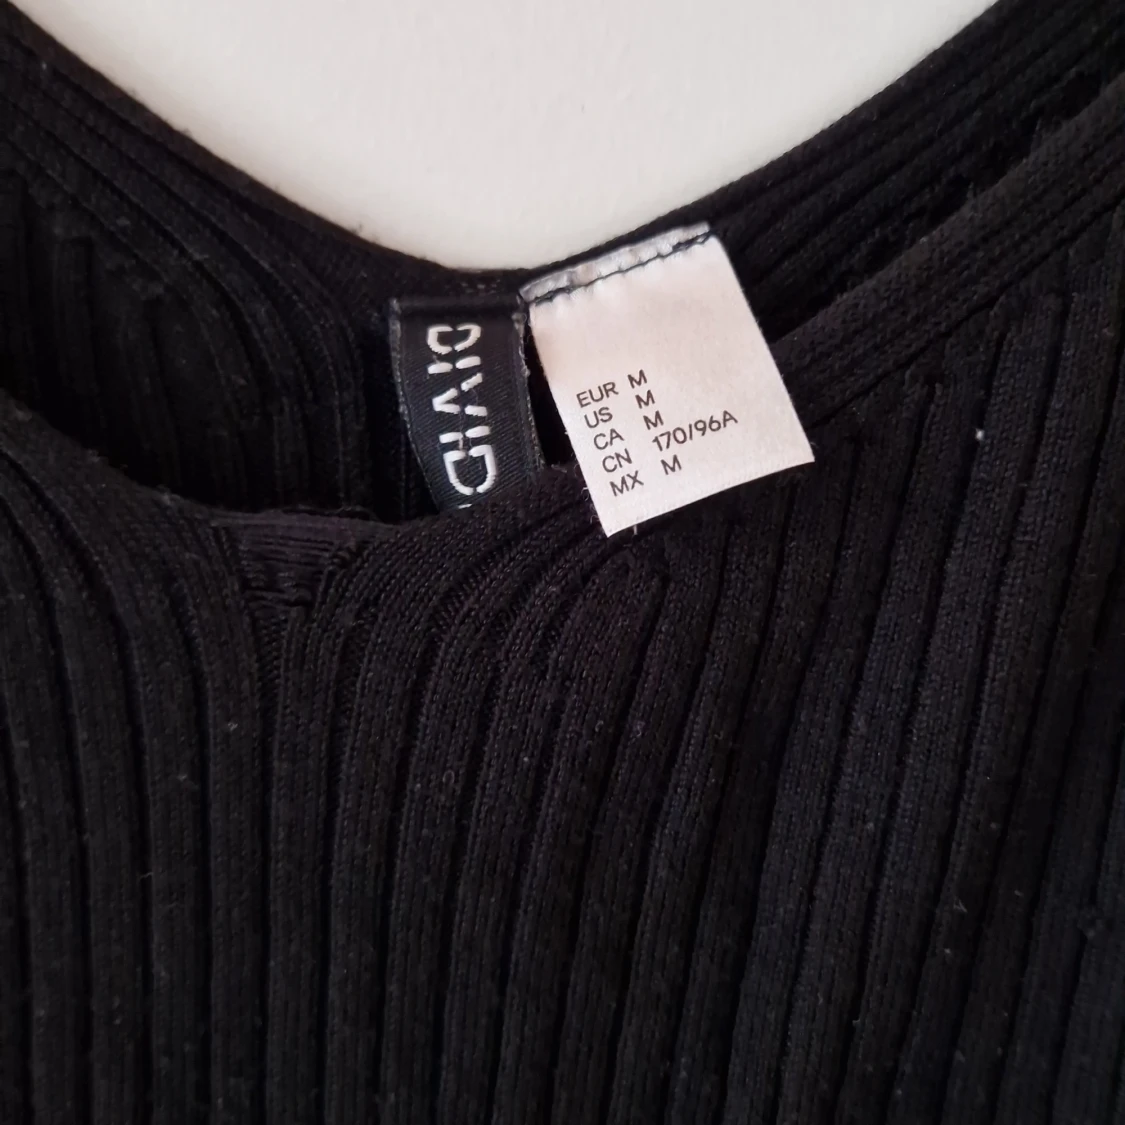 DIVID
EUR M
US M
CA M
CN 170/96A
MX M